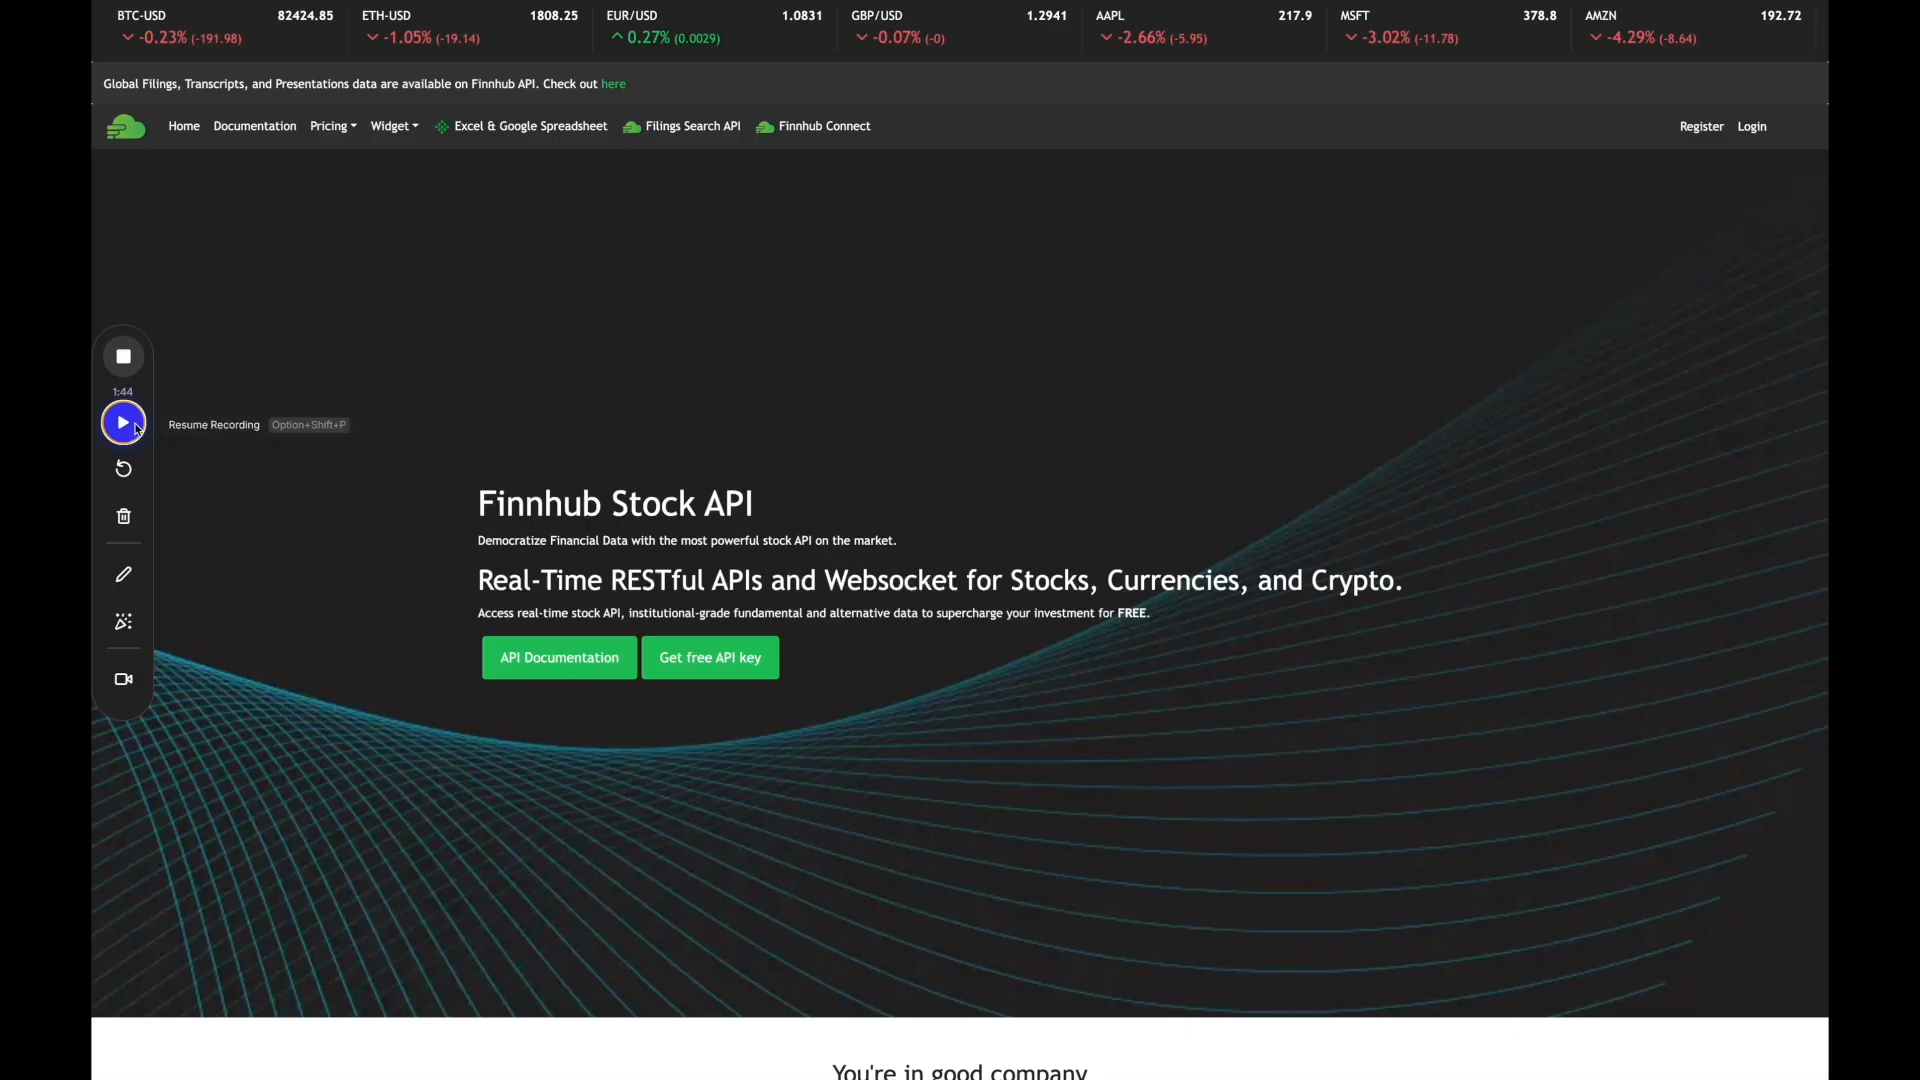 BTC-USD 82424.85 ETH-USD 1808.25 EUR/USD 1.0831 GBP/USD 1.2941 AAPL 217.9 MSFT 378.8 AMZN 192.72
-0.23% (-191.98) -1.05% (-19.14) 0.27% (0.0029) -0.07% (-0) -2.66% (-5.95) -3.02% (-11.78) -4.29% (-8.64)
Global Filings, Transcripts, and Presentations data are available on Finnhub API. Check out here
Home Documentation Pricing Widget Excel & Google Spreadsheet Filings Search API Finnhub Connect Register Login
1:44
Resume Recording Option+Shift+P
Finnhub Stock API
Democratize Financial Data with the most powerful stock API on the market.
Real-Time RESTful APIs and Websocket for Stocks, Currencies, and Crypto.
Access real-time stock API, institutional-grade fundamental and alternative data to supercharge your investment for FREE.
API Documentation Get free API key
You're in good company